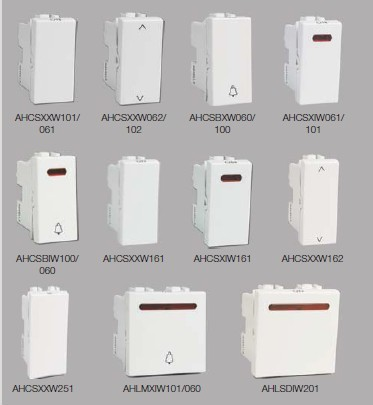 AHCSXXW101/ AHCSXXW062/ AHCSBXW060/ AHCSXIW061/
061 102 100 101
AHCSBIW100/ AHCSXXW161 AHCSXIW161 AHCSXXW162
060
AHCSXXW251 AHLMXIW101/060 AHLSDIW201